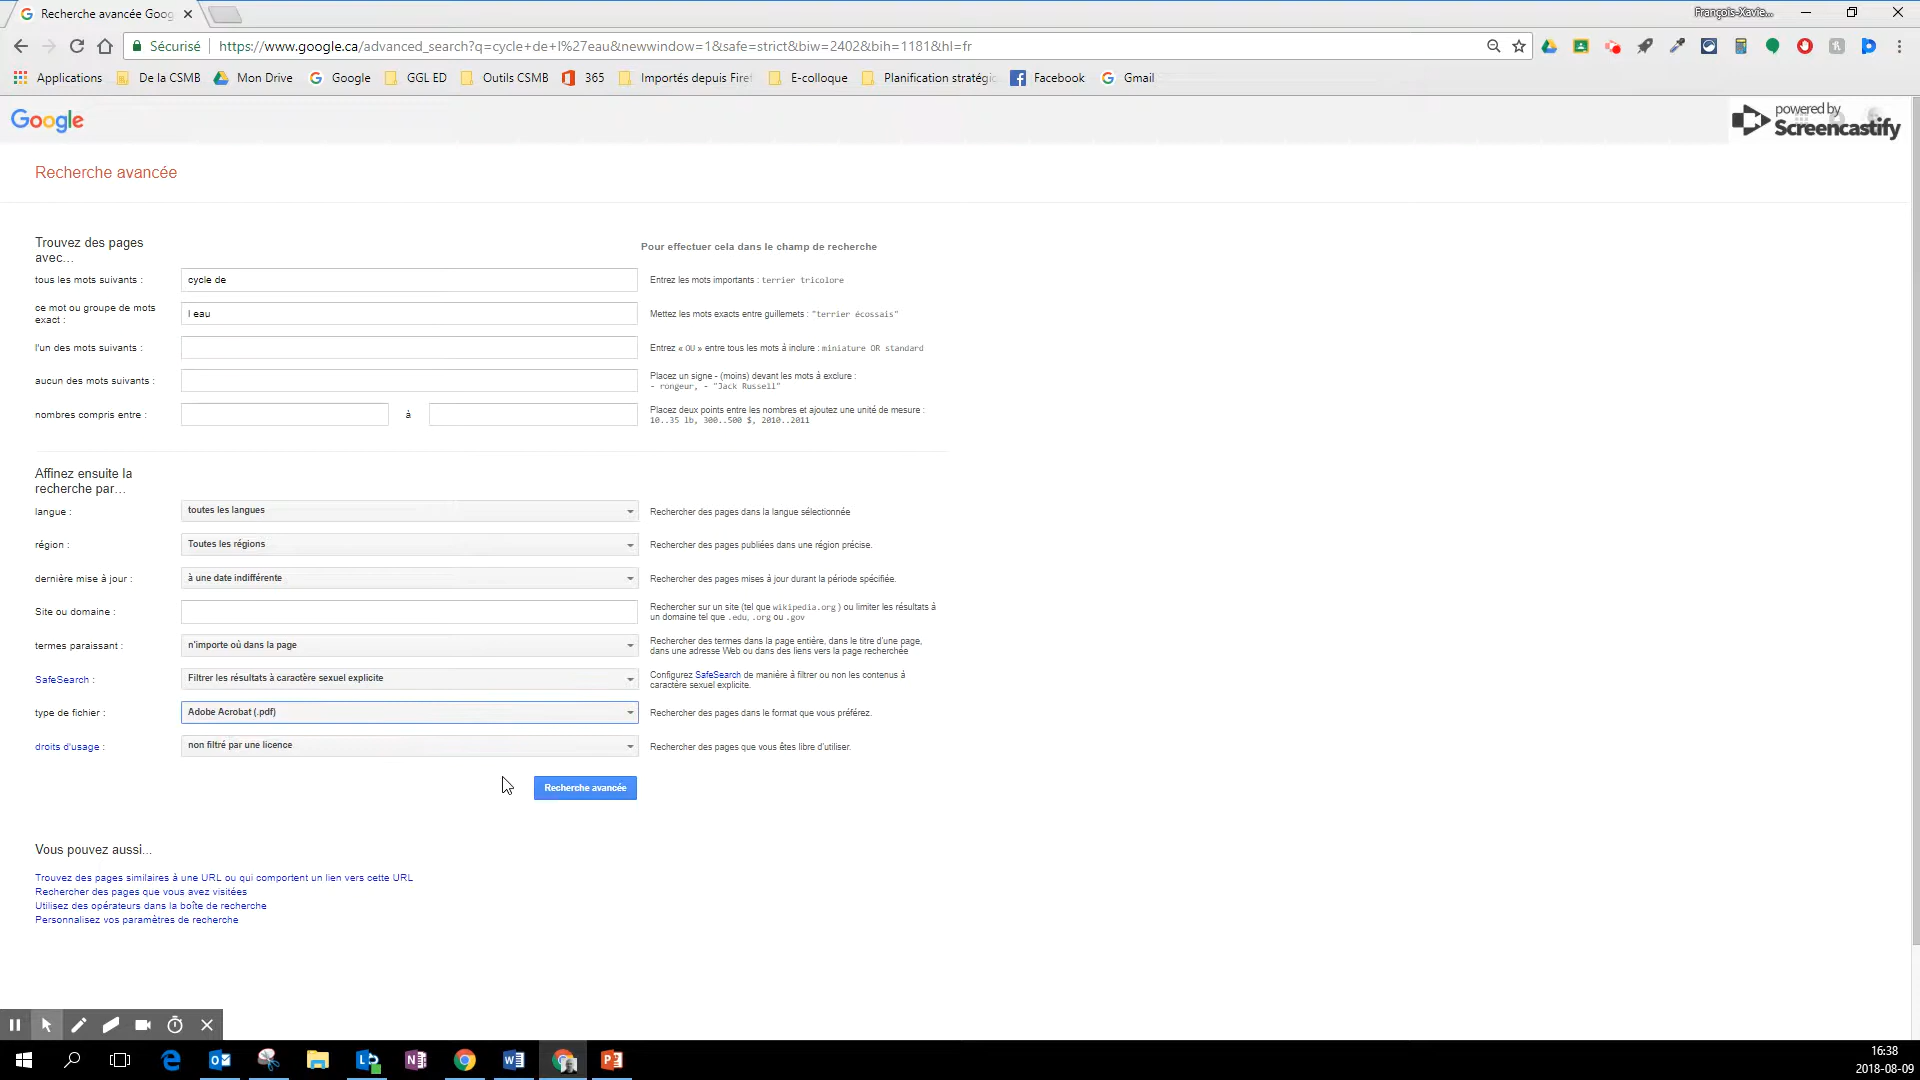 Recherche avancée Goog
François-Xavie...
Sécurisé
https://www.google.ca/advanced_search?q=cycle+de+l%27eau&newwindow=1&safe=strict&biw=2402&bih=1181&hl=fr
Applications De la CSMB Mon Drive Google GGL ED Outils CSMB 365 Importés depuis Firef E-colloque Planification stratégic Facebook Gmail
Google
powered by
Screencastify
Recherche avancée
Trouvez des pages
avec...
Pour effectuer cela dans le champ de recherche
tous les mots suivants : cycle de Entrez les mots importants : terrier tricolore
ce mot ou groupe de mots
exact :
l eau Mettez les mots exacts entre guillemets : "terrier écossais"
l'un des mots suivants : Entrez « OU » entre tous les mots à inclure : miniature OR standard
aucun des mots suivants :
Placez un signe - (moins) devant les mots à exclure :
- rongeur, - "Jack Russell"
nombres compris entre : à
Placez deux points entre les nombres et ajoutez une unité de mesure :
10..35 lb, 300..500 $, 2010..2011
Affinez ensuite la
recherche par...
langue : toutes les langues Rechercher des pages dans la langue sélectionnée
région : Toutes les régions Rechercher des pages publiées dans une région précise.
dernière mise à jour : à une date indifférente Rechercher des pages mises à jour durant la période spécifiée.
Site ou domaine :
Rechercher sur un site (tel que wikipedia.org ) ou limiter les résultats à
un domaine tel que .edu, .org ou .gov
termes paraissant : n'importe où dans la page
Rechercher des termes dans la page entière, dans le titre d'une page,
dans une adresse Web ou dans des liens vers la page recherchée
SafeSearch : Filtrer les résultats à caractère sexuel explicite
Configurez SafeSearch de manière à filtrer ou non les contenus à
caractère sexuel explicite.
type de fichier : Adobe Acrobat (.pdf) Rechercher des pages dans le format que vous préférez.
droits d'usage : non filtré par une licence Rechercher des pages que vous êtes libre d'utiliser.
Recherche avancée
Vous pouvez aussi...
Trouvez des pages similaires à une URL ou qui comportent un lien vers cette URL
Rechercher des pages que vous avez visitées
Utilisez des opérateurs dans la boîte de recherche
Personnalisez vos paramètres de recherche
16:38
2018-08-09